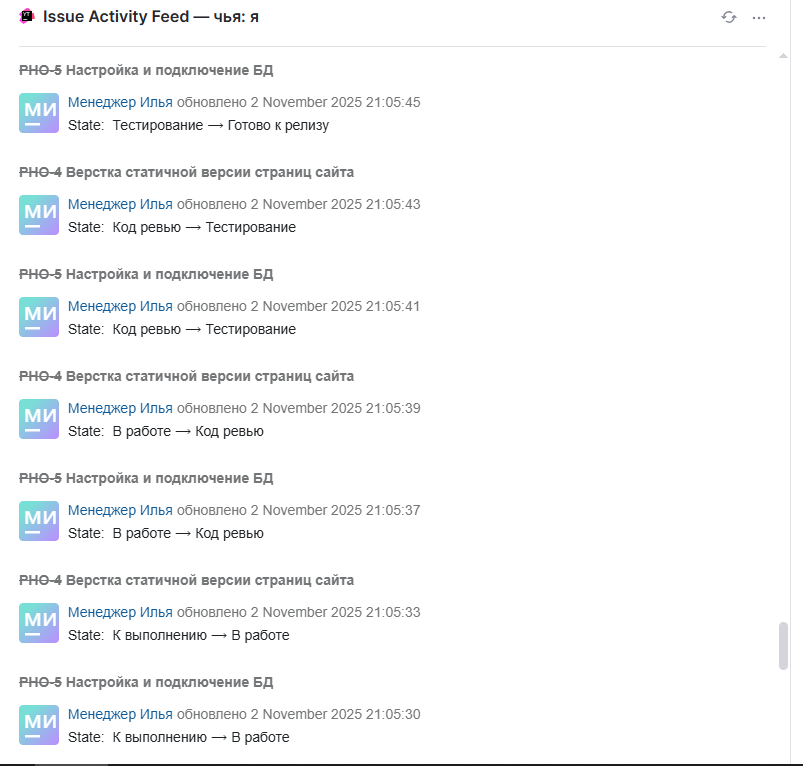 Issue Activity Feed — чья: я
PHO-5 Настройка и подключение БД
МИ
Менеджер Илья обновлено 2 November 2025 21:05:45
State: Тестирование → Готово к релизу
PHO-4 Верстка статичной версии страниц сайта
МИ
Менеджер Илья обновлено 2 November 2025 21:05:43
State: Код ревью → Тестирование
PHO-5 Настройка и подключение БД
МИ
Менеджер Илья обновлено 2 November 2025 21:05:41
State: Код ревью → Тестирование
PHO-4 Верстка статичной версии страниц сайта
МИ
Менеджер Илья обновлено 2 November 2025 21:05:39
State: В работе → Код ревью
PHO-5 Настройка и подключение БД
МИ
Менеджер Илья обновлено 2 November 2025 21:05:37
State: В работе → Код ревью
PHO-4 Верстка статичной версии страниц сайта
МИ
Менеджер Илья обновлено 2 November 2025 21:05:33
State: К выполнению → В работе
PHO-5 Настройка и подключение БД
МИ
Менеджер Илья обновлено 2 November 2025 21:05:30
State: К выполнению → В работе